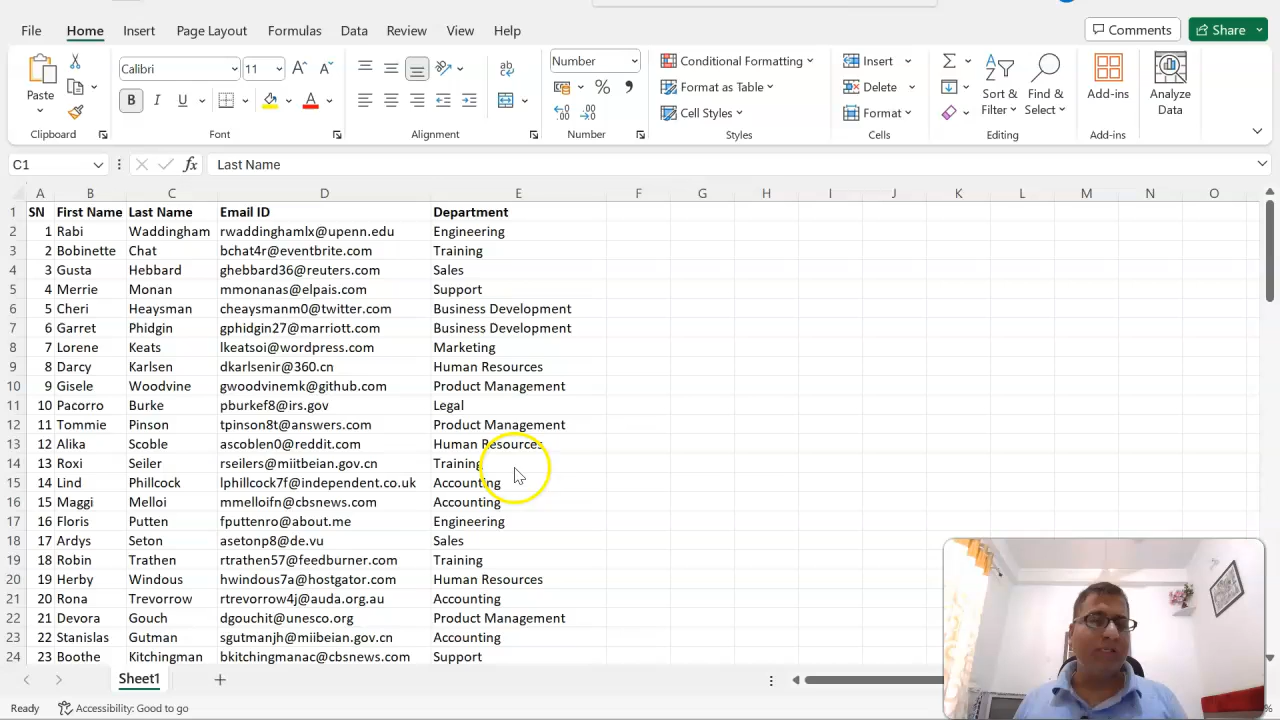 File Home Insert Page Layout Formulas Data Review View Help Comments Share
Calibri 11 Number Conditional Formatting Insert
Paste Format as Table Delete Sort & Filter Find & Select Add-ins Analyze Data
B I U A Cell Styles Format
Clipboard Font Alignment Number Styles Cells Editing Add-ins
C1 fx Last Name
A B C D E F G H I J K L M N O
1 SN First Name Last Name Email ID Department
2 1 Rabi Waddingham rwaddinghamlx@upenn.edu Engineering
3 2 Bobinette Chat bchat4r@eventbrite.com Training
4 3 Gusta Hebbard ghebbard36@reuters.com Sales
5 4 Merrie Monan mmonanas@elpais.com Support
6 5 Cheri Heaysman cheaysmanm0@twitter.com Business Development
7 6 Garret Phidgin gphidgin27@marriott.com Business Development
8 7 Lorene Keats lkeatsoi@wordpress.com Marketing
9 8 Darcy Karlsen dkarlsenir@360.cn Human Resources
10 9 Gisele Woodvine gwoodvinemk@github.com Product Management
11 10 Pacorro Burke pburkef8@irs.gov Legal
12 11 Tommie Pinson tpinson8t@answers.com Product Management
13 12 Alika Scoble ascoblen0@reddit.com Human Resources
14 13 Roxi Seiler rseilers@miitbeian.gov.cn Training
15 14 Lind Phillcock lphillcock7f@independent.co.uk Accounting
16 15 Maggi Melloi mmelloifn@cbsnews.com Accounting
17 16 Floris Putten fputtenro@about.me Engineering
18 17 Ardys Seton asetonp8@de.vu Sales
19 18 Robin Trathen rtrathen57@feedburner.com Training
20 19 Herby Windous hwindous7a@hostgator.com Human Resources
21 20 Rona Trevorrow rtrevorrow4j@auda.org.au Accounting
22 21 Devora Gouch dgouchit@unesco.org Product Management
23 22 Stanislas Gutman sgutmanjh@miibeian.gov.cn Accounting
24 23 Boothe Kitchingman bkitchingmanac@cbsnews.com Support
Sheet1
Ready Accessibility: Good to go %